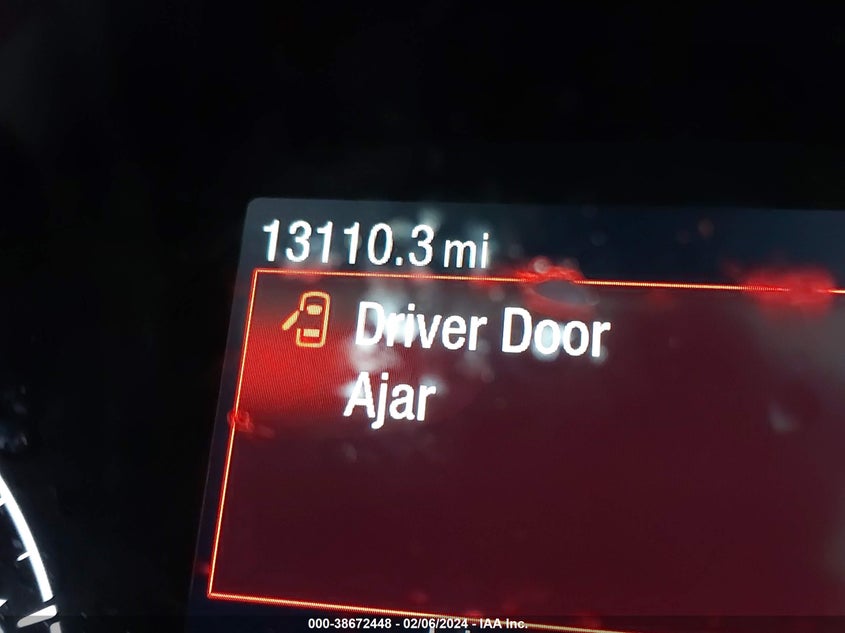 13110.3 mi
Driver Door
Ajar
000-38672448 - 02/06/2024 - IAA Inc.